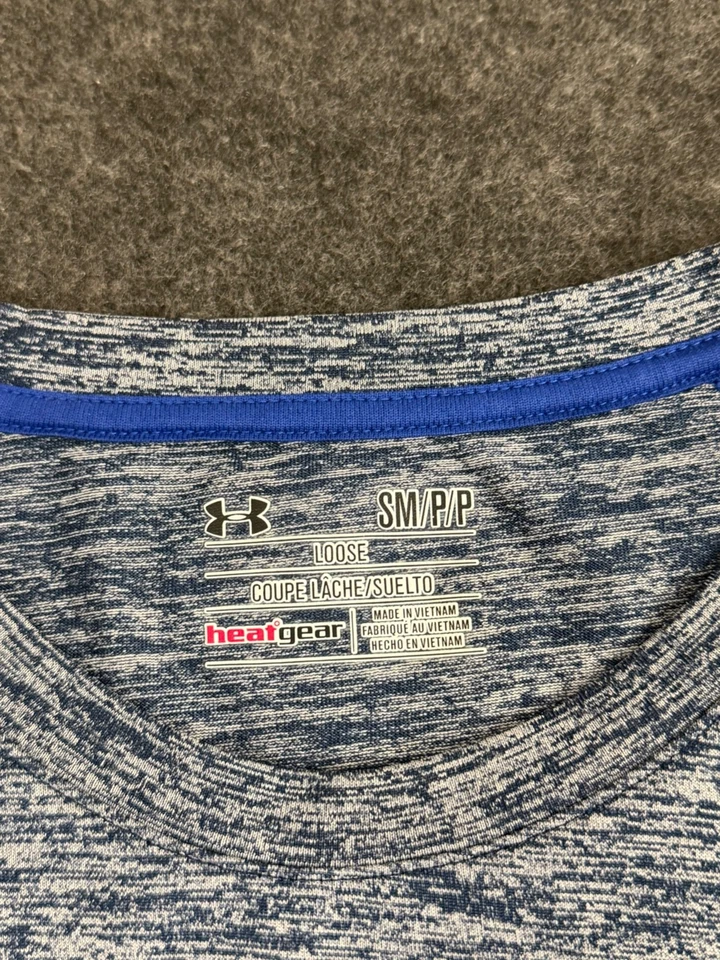 SM/P/P
LOOSE
COUPE LÂCHE/SUELTO
heatgear
MADE IN VIETNAM
FABRIQUÉ AU VIETNAM
HECHO EN VIETNAM